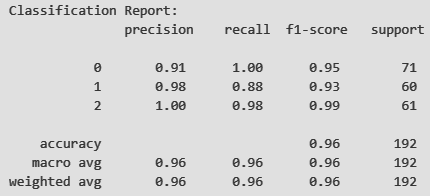 Classification Report:
precision recall f1-score support
0 0.91 1.00 0.95 71
1 0.98 0.88 0.93 60
2 1.00 0.98 0.99 61
accuracy 0.96 192
macro avg 0.96 0.96 0.96 192
weighted avg 0.96 0.96 0.96 192